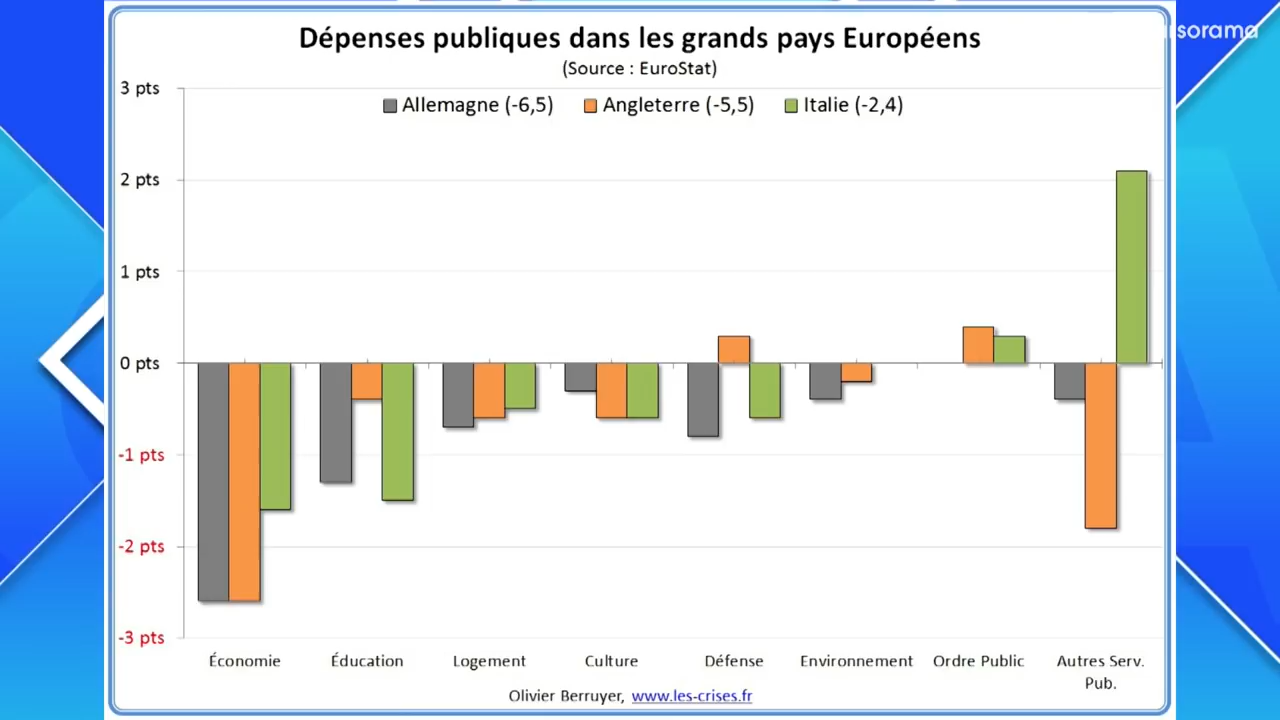 Dépenses publiques dans les grands pays Européens
(Source : EuroStat)
sorama
3 pts
Allemagne (-6,5) Angleterre (-5,5) Italie (-2,4)
2 pts
1 pts
0 pts
-1 pts
-2 pts
-3 pts
Économie Éducation Logement Culture Défense Environnement Ordre Public Autres Serv.
Pub.
Olivier Berruyer, www.les-crises.fr